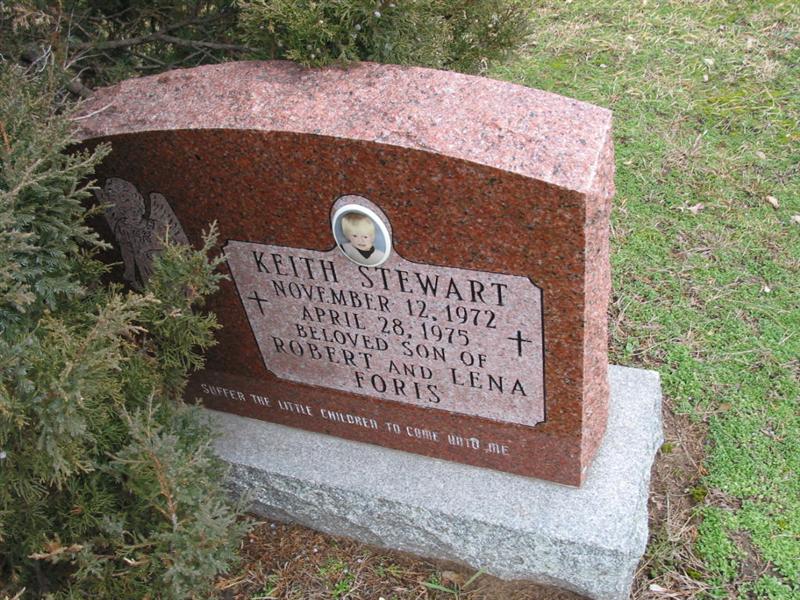 KEITH STEWART
NOVEMBER 12, 1972
APRIL 28, 1975
BELOVED SON OF
ROBERT AND LENA
FORIS
SUFFER THE LITTLE CHILDREN TO COME UNTO ME